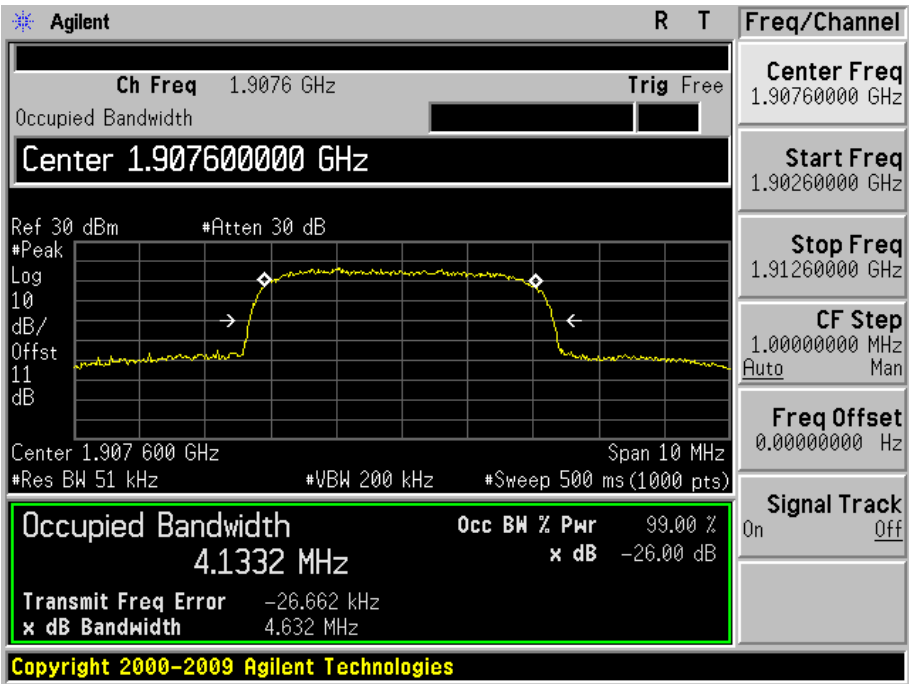 Agilent R T
Freq/Channel
Ch Freq 1.9076 GHz Trig Free
Occupied Bandwidth
Center 1.907600000 GHz
Ref 30 dBm #Atten 30 dB
#Peak
Log
10
dB/
Offst
11
dB
Center 1.907 600 GHz Span 10 MHz
#Res BW 51 kHz #VBW 200 kHz #Sweep 500 ms (1000 pts)
Occupied Bandwidth Occ BW % Pwr 99.00 %
4.1332 MHz x dB -26.00 dB
Transmit Freq Error -26.662 kHz
x dB Bandwidth 4.632 MHz
Center Freq
1.90760000 GHz
Start Freq
1.90260000 GHz
Stop Freq
1.91260000 GHz
CF Step
1.00000000 MHz
Auto Man
Freq Offset
0.00000000 Hz
Signal Track
On Off
Copyright 2000-2009 Agilent Technologies